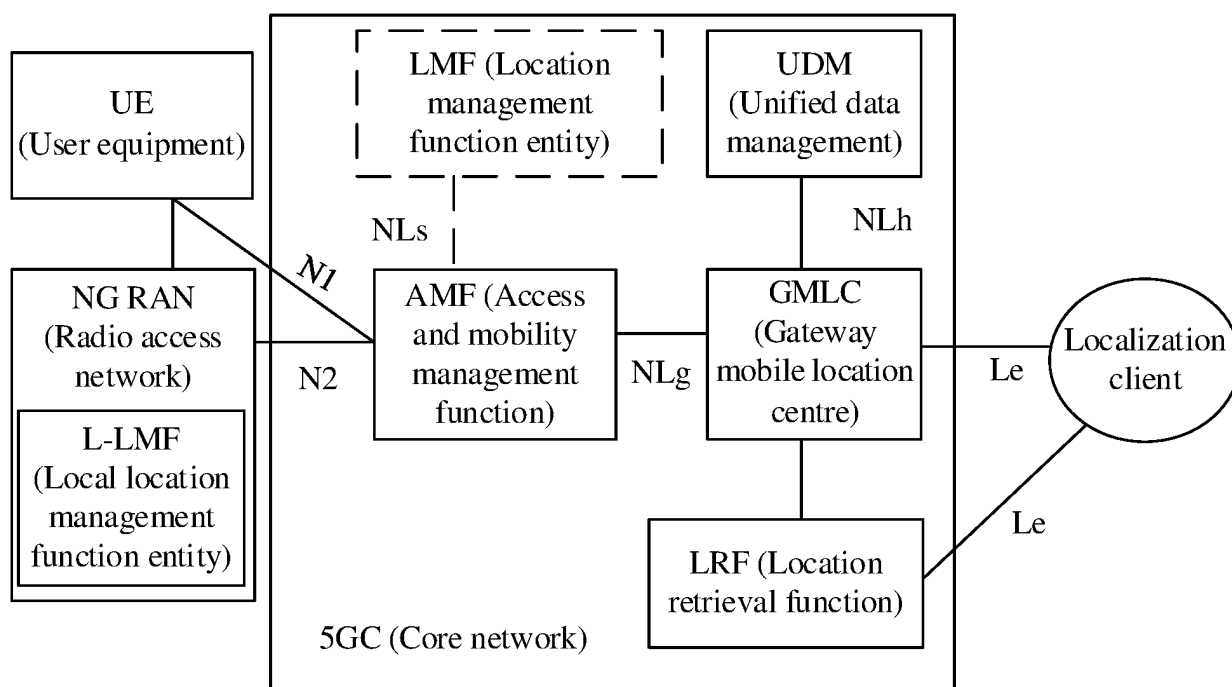 UE
(User equipment)
LMF (Location
management
function entity)
UDM
(Unified data
management)
NLs
NLh
N1
NG RAN
(Radio access
network)
N2
AMF (Access
and mobility
management
function)
NLg
GMLC
(Gateway
mobile location
centre)
Le
Localization
client
L-LMF
(Local location
management
function entity)
Le
LRF (Location
retrieval function)
5GC (Core network)